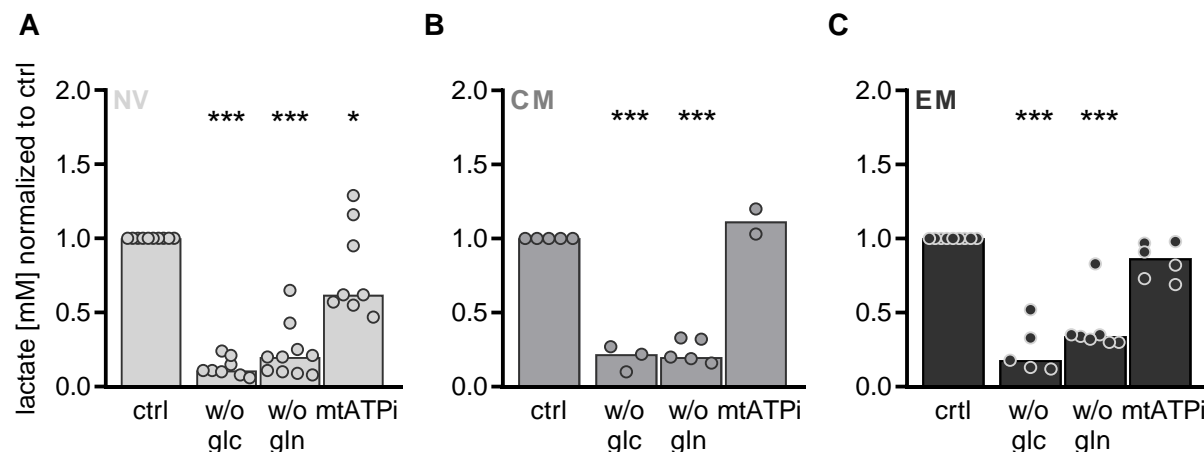 A
B
C
lactate [mM] normalized to ctrl
2.0
1.5
1.0
0.5
0.0
NV
*** *** *
ctrl w/o glc w/o gln mtATPi
2.0
1.5
1.0
0.5
0.0
CM
*** ***
ctrl w/o glc w/o gln mtATPi
2.0
1.5
1.0
0.5
0.0
EM
*** ***
crtl w/o glc w/o gln mtATPi